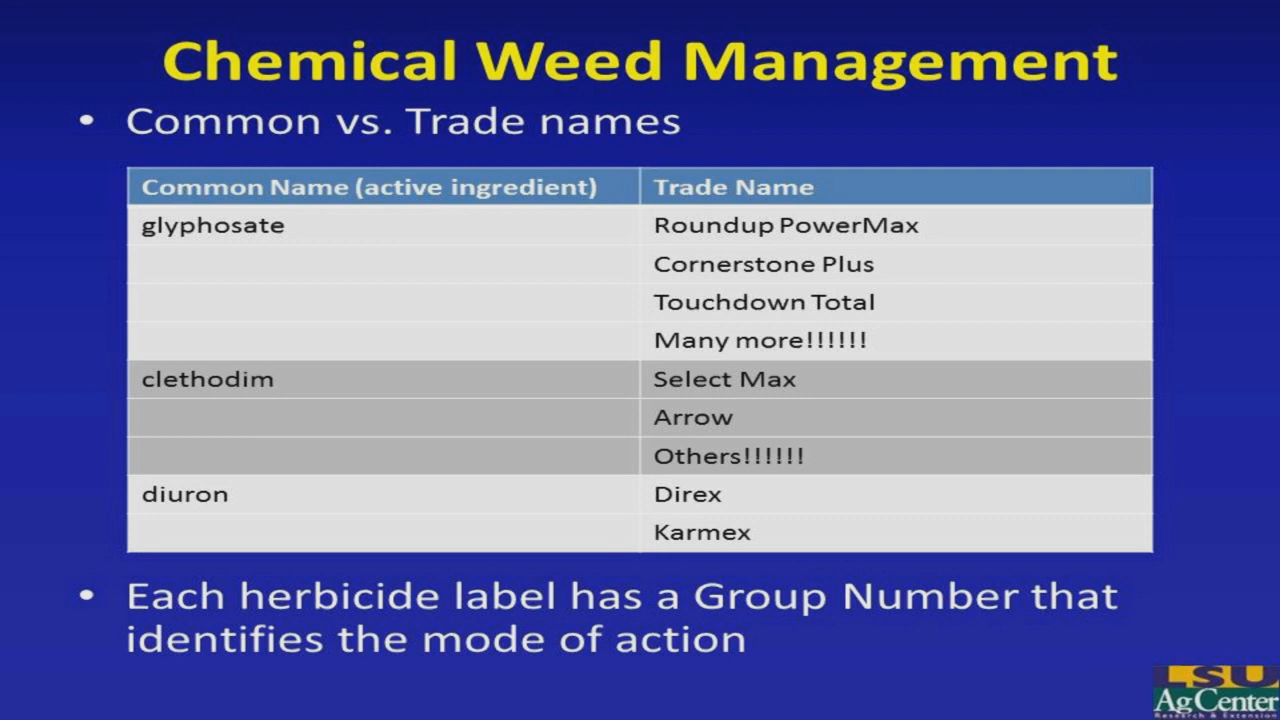 Chemical Weed Management
• Common vs. Trade names
Common Name (active ingredient) Trade Name
glyphosate Roundup PowerMax
Cornerstone Plus
Touchdown Total
Many more!!!!!!
clethodim Select Max
Arrow
Others!!!!!!
diuron Direx
Karmex
• Each herbicide label has a Group Number that
identifies the mode of action
LSU
AgCenter
Research & Extension